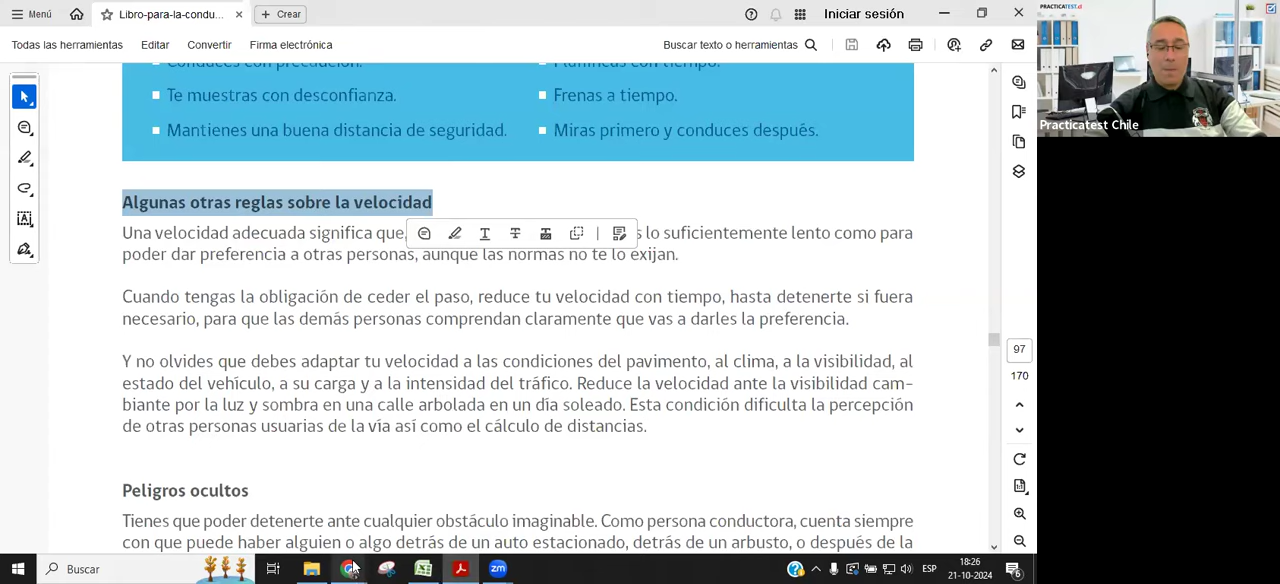 Menú
Libro-para-la-condu...
Crear
Iniciar sesión
Todas las herramientas
Editar
Convertir
Firma electrónica
Buscar texto o herramientas
PRACTICATEST.cl
Conduces con precaución.
Planificas con tiempo.
Te muestras con desconfianza.
Frenas a tiempo.
Mantienes una buena distancia de seguridad.
Miras primero y conduces después.
Practicatest Chile
Algunas otras reglas sobre la velocidad
Una velocidad adecuada significa que, s lo suficientemente lento como para
poder dar preferencia a otras personas, aunque las normas no te lo exijan.
Cuando tengas la obligación de ceder el paso, reduce tu velocidad con tiempo, hasta detenerte si fuera
necesario, para que las demás personas comprendan claramente que vas a darles la preferencia.
97
170
Y no olvides que debes adaptar tu velocidad a las condiciones del pavimento, al clima, a la visibilidad, al
estado del vehículo, a su carga y a la intensidad del tráfico. Reduce la velocidad ante la visibilidad cam-
biante por la luz y sombra en una calle arbolada en un día soleado. Esta condición dificulta la percepción
de otras personas usuarias de la vía así como el cálculo de distancias.
Peligros ocultos
Tienes que poder detenerte ante cualquier obstáculo imaginable. Como persona conductora, cuenta siempre
con que puede haber alguien o algo detrás de un auto estacionado, detrás de un arbusto, o después de la
Buscar
zm
ESP
18:26
21-10-2024
6